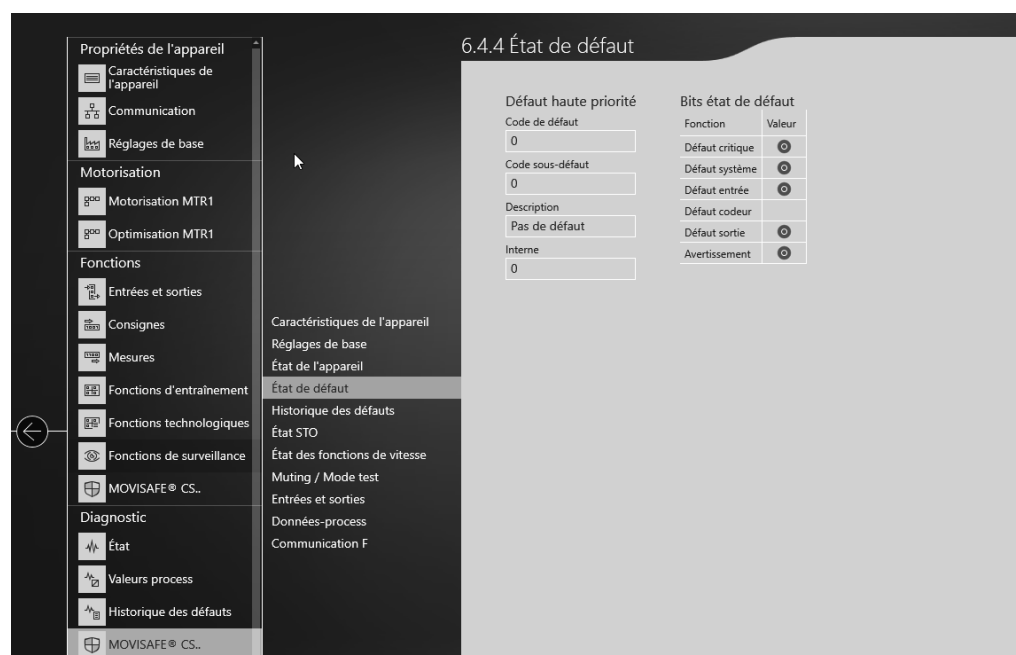 Propriétés de l'appareil
Caractéristiques de
l'appareil
Communication
Réglages de base
Motorisation
Motorisation MTR1
Optimisation MTR1
Fonctions
Entrées et sorties
Consignes
Mesures
Fonctions d'entraînement
Fonctions technologiques
Fonctions de surveillance
MOVISAFE® CS..
Diagnostic
État
Valeurs process
Historique des défauts
MOVISAFE® CS..
Caractéristiques de l'appareil
Réglages de base
État de l'appareil
État de défaut
Historique des défauts
État STO
État des fonctions de vitesse
Muting / Mode test
Entrées et sorties
Données-process
Communication F
6.4.4 État de défaut
Défaut haute priorité
Code de défaut
0
Code sous-défaut
0
Description
Pas de défaut
Interne
0
Bits état de défaut
Fonction Valeur
Défaut critique
Défaut système
Défaut entrée
Défaut codeur
Défaut sortie
Avertissement